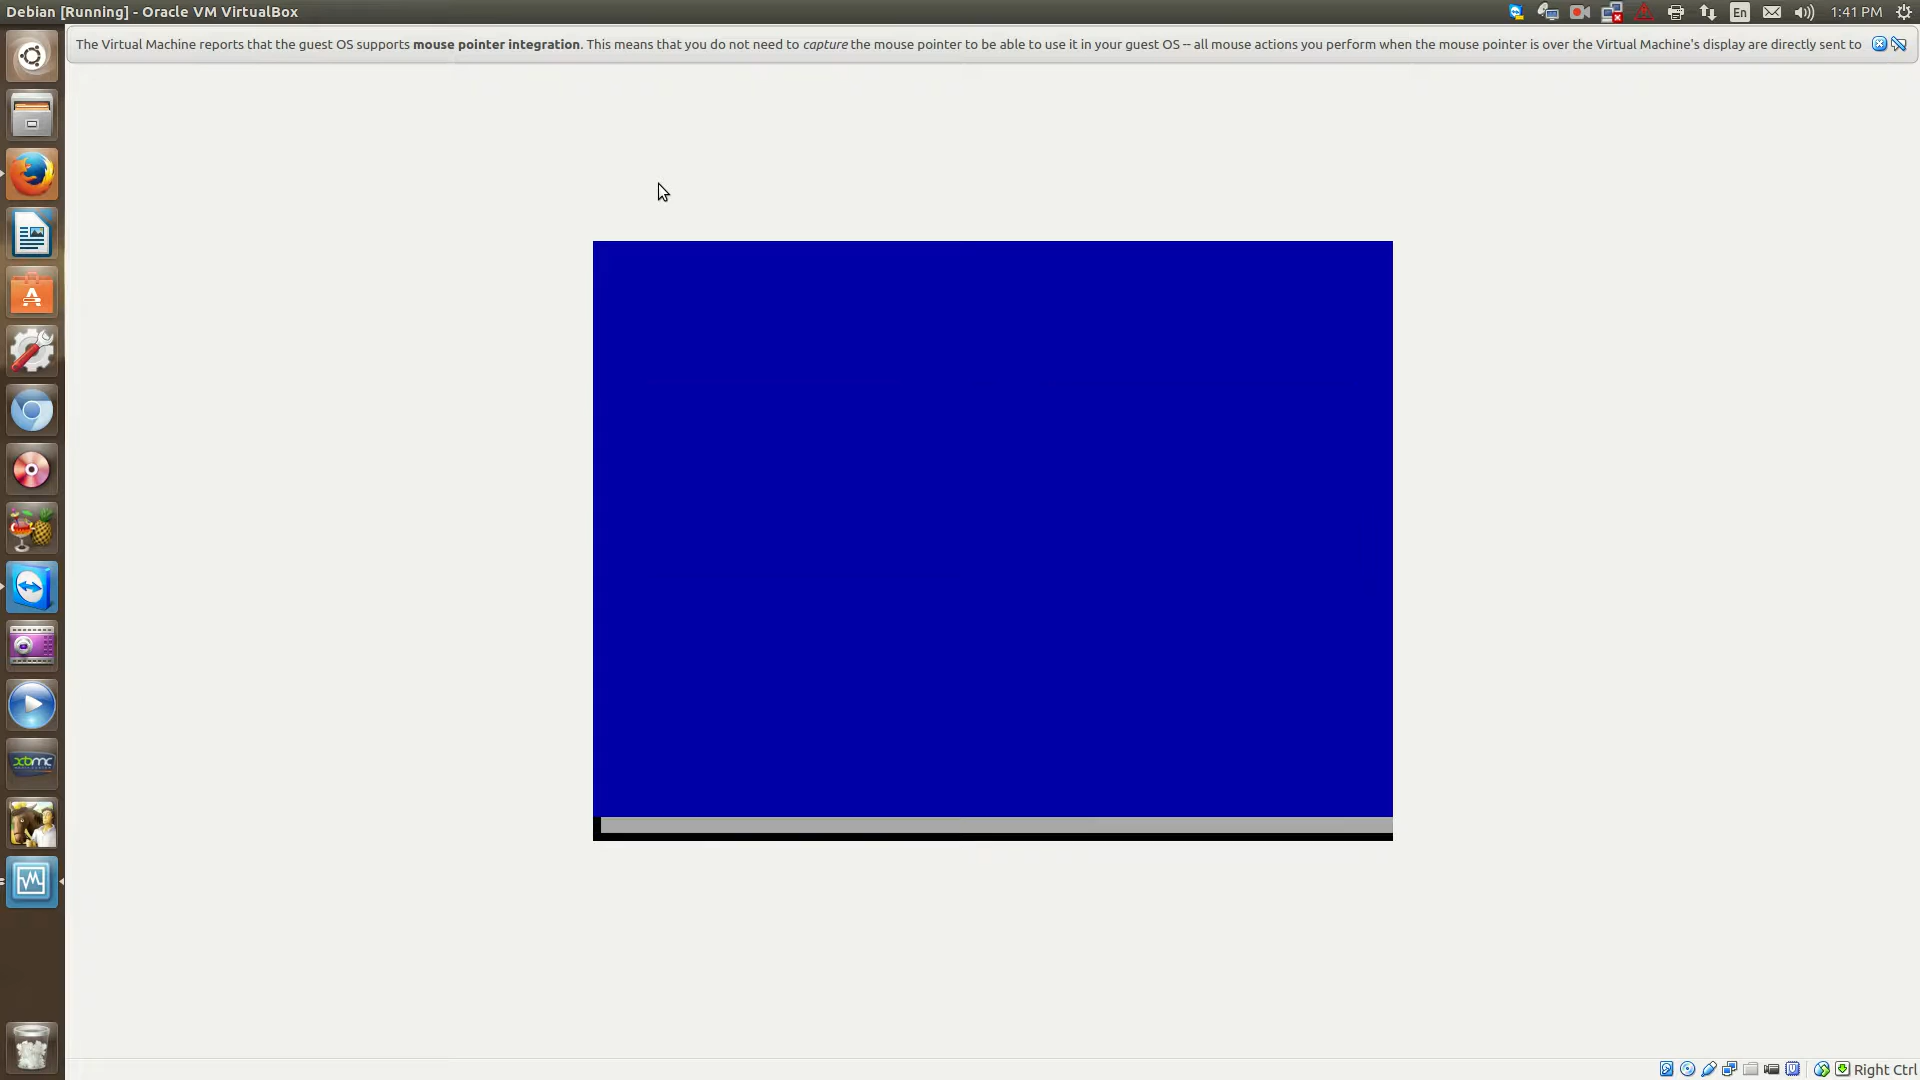 Debian [Running] - Oracle VM VirtualBox
En
1:41 PM
The Virtual Machine reports that the guest OS supports mouse pointer integration. This means that you do not need to capture the mouse pointer to be able to use it in your guest OS -- all mouse actions you perform when the mouse pointer is over the Virtual Machine's display are directly sent to
xbmc
Right Ctrl